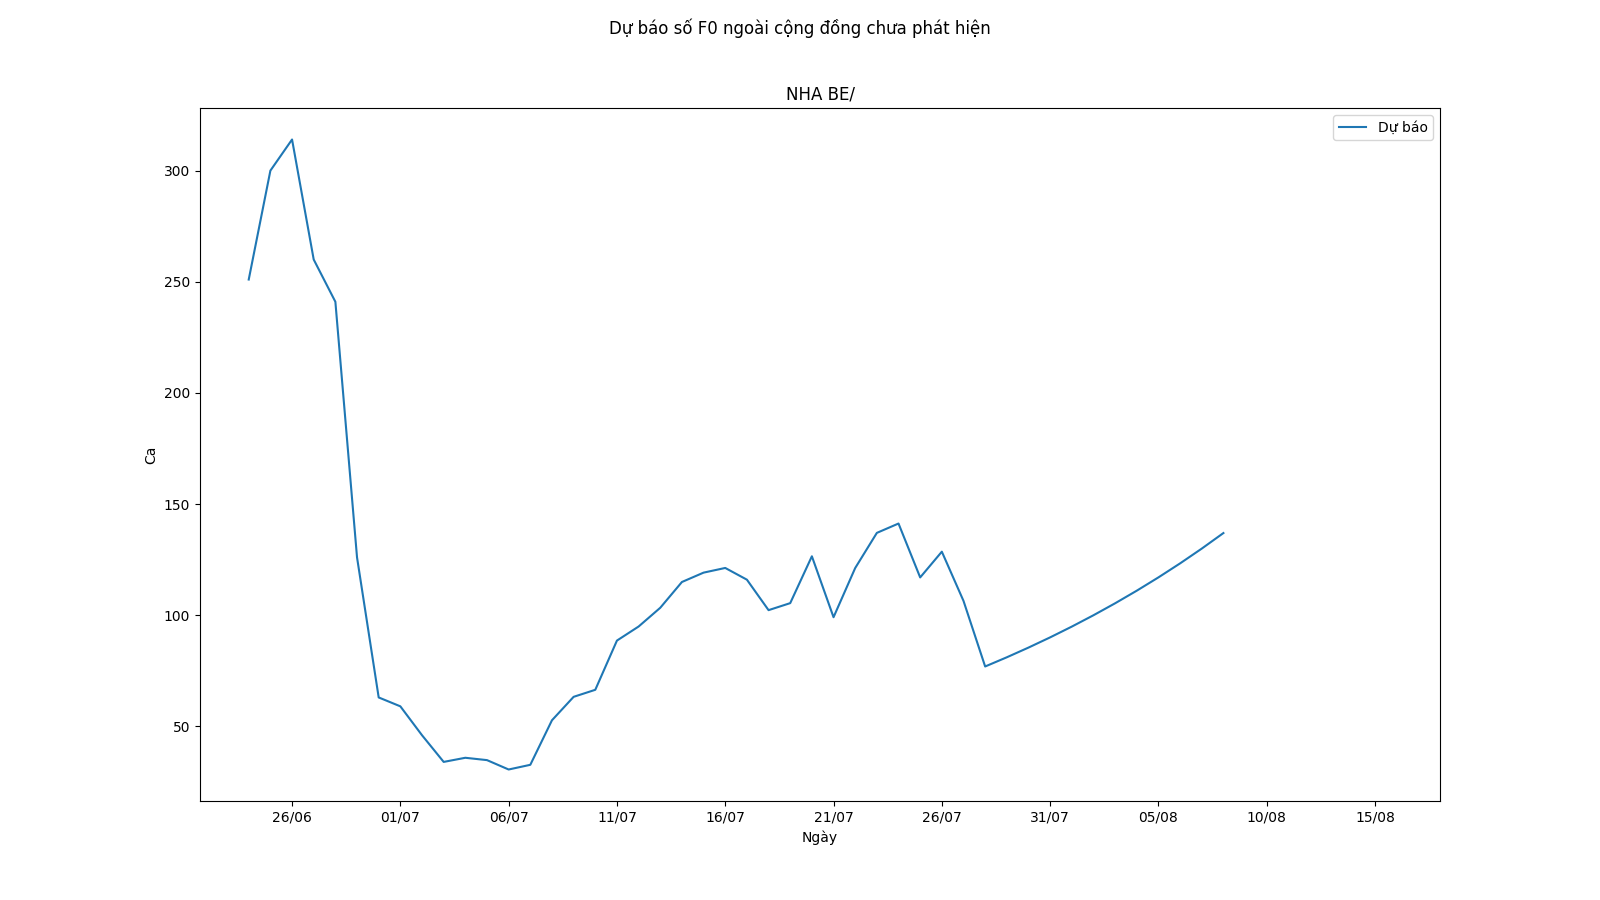 Dự báo số F0 ngoài cộng đồng chưa phát hiện
NHA BE/
Dự báo
300
250
200
150
100
50
Ca
26/06 01/07 06/07 11/07 16/07 21/07 26/07 31/07 05/08 10/08 15/08
Ngày